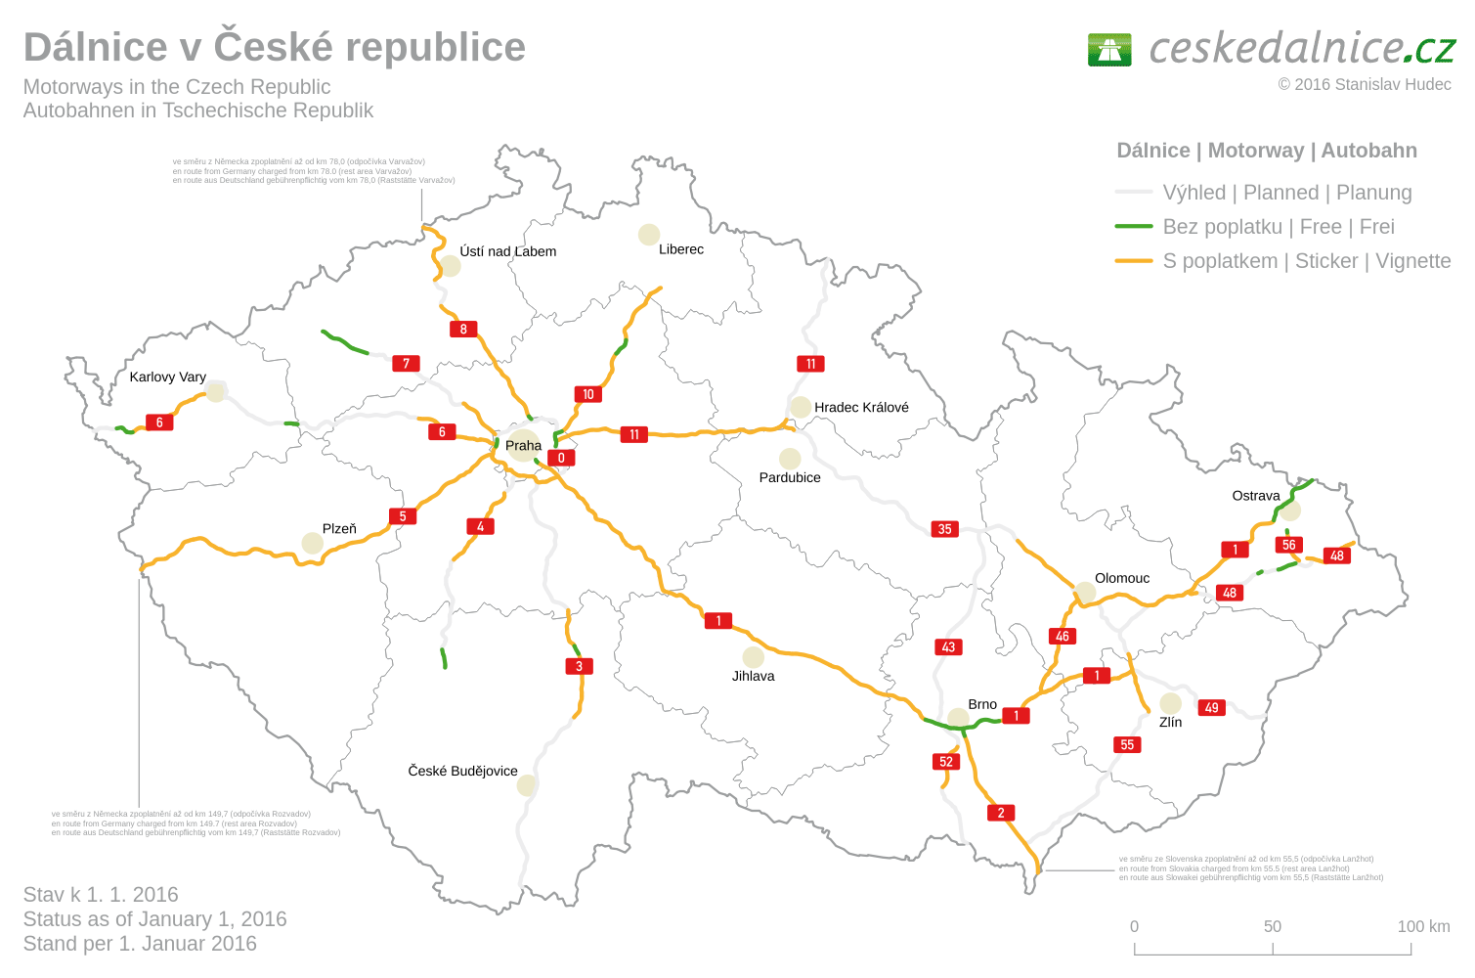 Dálnice v České republice
Motorways in the Czech Republic
Autobahnen in Tschechische Republik
ceskedalnice.cz
© 2016 Stanislav Hudec
Dálnice | Motorway | Autobahn
Výhled | Planned | Planung
Bez poplatku | Free | Frei
S poplatkem | Sticker | Vignette
ve směru z Německa zpoplatnění až od km 78,0 (odpočívka Varvažov)
en route from Germany charged from km 78.0 (rest area Varvažov)
en route aus Deutschland gebührenpflichtig vom km 78,0 (Raststätte Varvažov)
Liberec
Ústí nad Labem
8
7
11
Karlovy Vary
10
Hradec Králové
6
6
11
Praha
0
Pardubice
Ostrava
5
4
Plzeň
35
56
1
48
Olomouc
48
1
46
43
3
Jihlava
1
Brno
49
1
Zlín
55
52
České Budějovice
2
ve směru z Německa zpoplatnění až od km 149,7 (odpočívka Rozvadov)
en route from Germany charged from km 149.7 (rest area Rozvadov)
en route aus Deutschland gebührenpflichtig vom km 149,7 (Raststätte Rozvadov)
ve směru ze Slovenska zpoplatnění až od km 55,5 (odpočívka Lanžhot)
en route from Slovakia charged from km 55.5 (rest area Lanžhot)
en route aus Slowakei gebührenpflichtig vom km 55,5 (Raststätte Lanžhot)
Stav k 1. 1. 2016
Status as of January 1, 2016
Stand per 1. Januar 2016
0 50 100 km